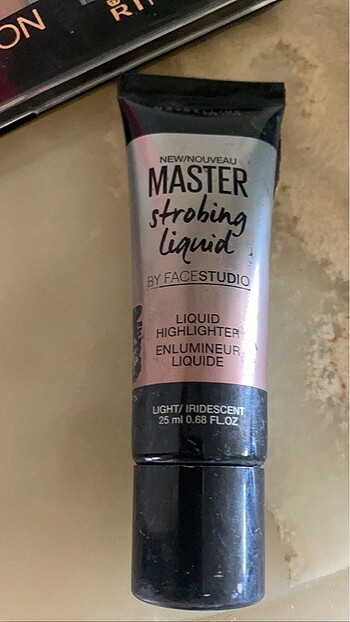 ON
RI
NEW/NOUVEAU
MASTER
strobing
liquid
BY FACESTUDIO
LIQUID
HIGHLIGHTER
ENLUMINEUR
LIQUIDE
LIGHT/ IRIDESCENT
25 ml 0.68 FL.OZ